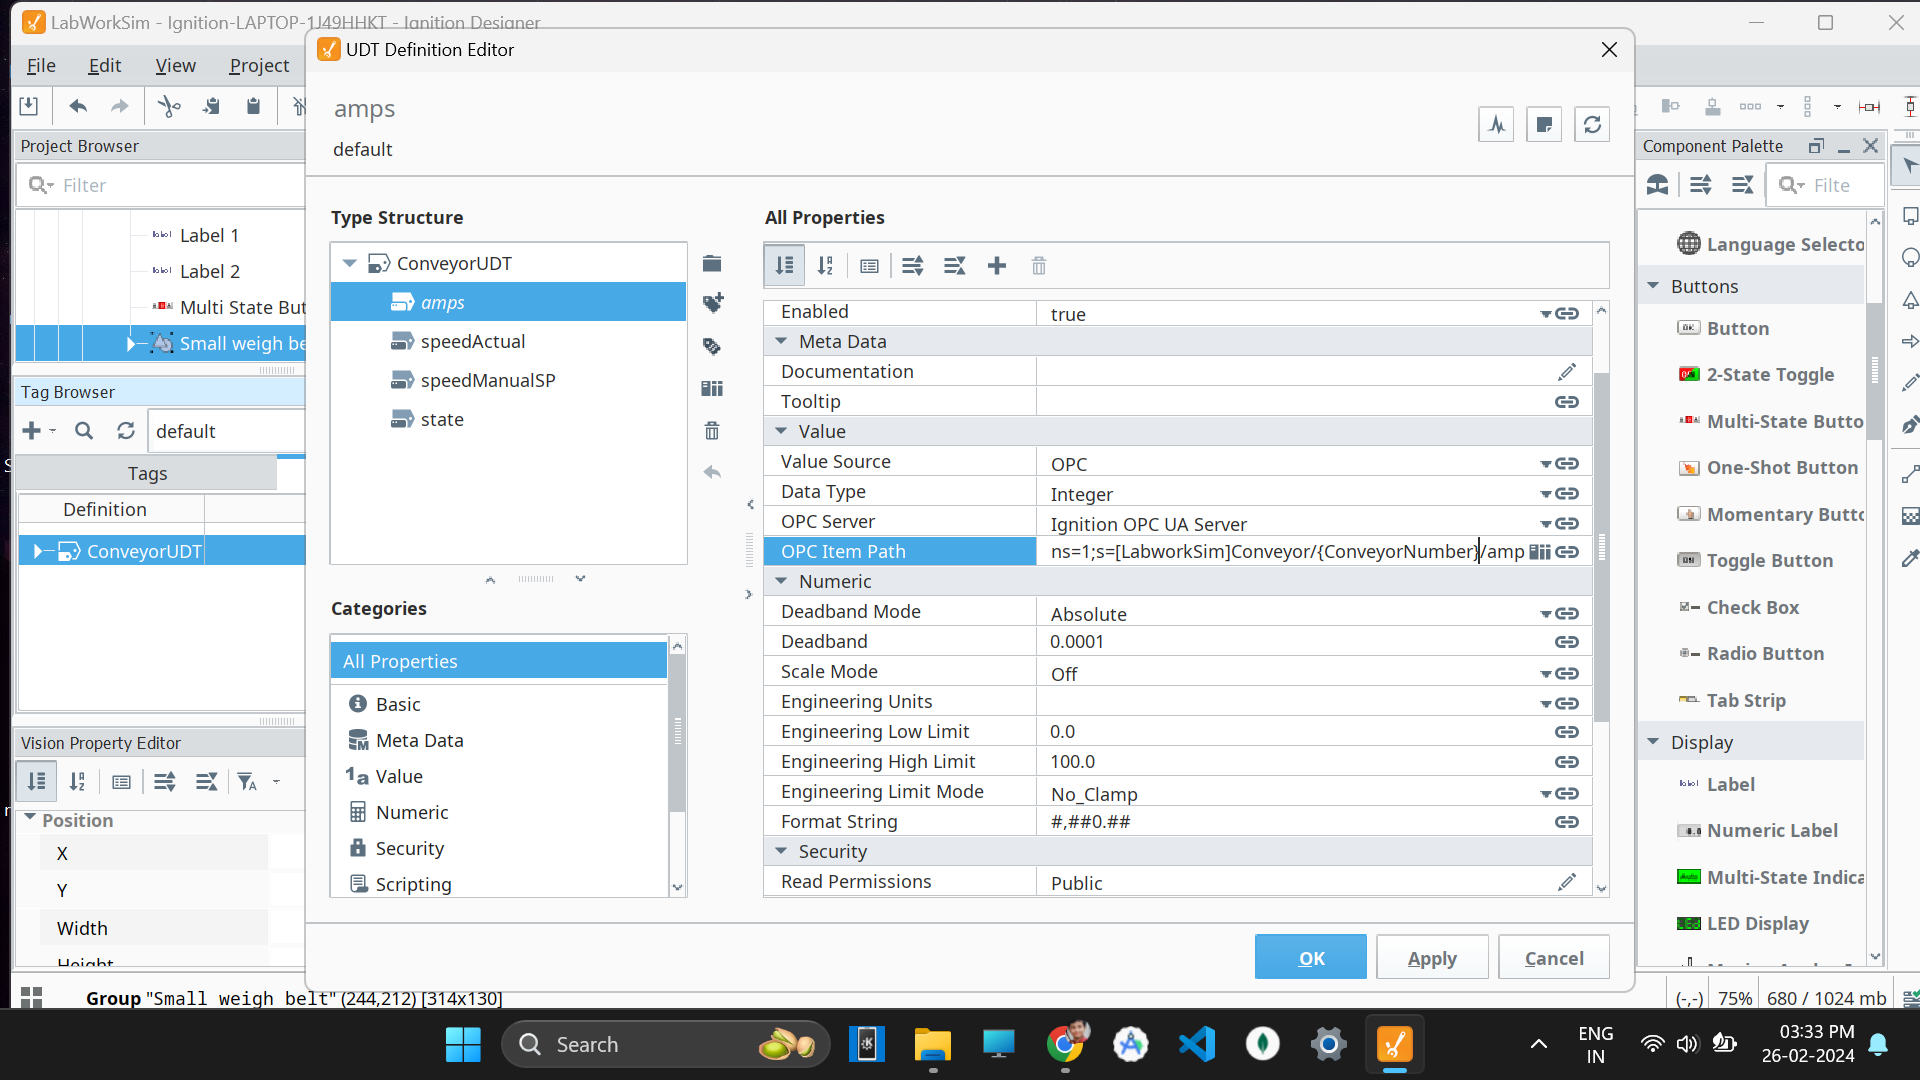 LabWorkSim - Ignition-LAPTOP-1J49HHKT - Ignition Designer
UDT Definition Editor
File Edit View Project
amps
default
Project Browser
Filter
Label 1
Label 2
Multi State But
Small weigh be
Tag Browser
default
Tags
Definition
ConveyorUDT
Vision Property Editor
Position
X
Y
Width
Height
Type Structure
ConveyorUDT
amps
speedActual
speedManualSP
state
Categories
All Properties
Basic
Meta Data
1a Value
Numeric
Security
Scripting
All Properties
Enabled true
Meta Data
Documentation
Tooltip
Value
Value Source OPC
Data Type Integer
OPC Server Ignition OPC UA Server
OPC Item Path ns=1;s=[LabworkSim]Conveyor/{ConveyorNumber}/amp
Numeric
Deadband Mode Absolute
Deadband 0.0001
Scale Mode Off
Engineering Units
Engineering Low Limit 0.0
Engineering High Limit 100.0
Engineering Limit Mode No_Clamp
Format String #,##0.##
Security
Read Permissions Public
OK Apply Cancel
Component Palette
Filte
Language Selecto
Buttons
Button
2-State Toggle
Multi-State Butto
One-Shot Button
Momentary Butto
Toggle Button
Check Box
Radio Button
Tab Strip
Display
Label
Numeric Label
Multi-State Indica
LED Display
Group "Small weigh belt" (244,212) [314x130]
(-,-) 75% 680 / 1024 mb
Search
ENG
IN
03:33 PM
26-02-2024